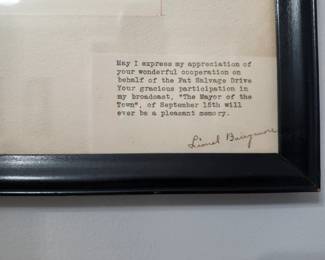 May I express my appreciation of
your wonderful cooperation on
behalf of the Fat Salvage Drive
Your gracious participation in
my broadcast, "The Mayor of the
Town", of September 15th will
ever be a pleasant memory.
Lionel Barrymore